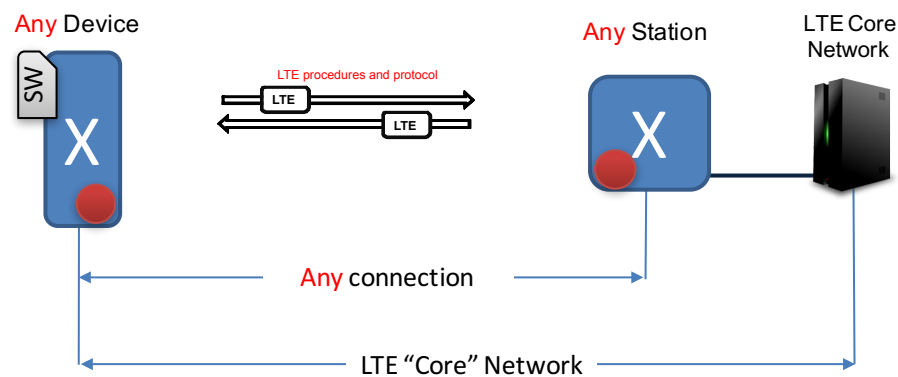 Any Device
Any Station
LTE Core
Network
SW
LTE procedures and protocol
LTE
LTE
X
X
Any connection
LTE “Core” Network